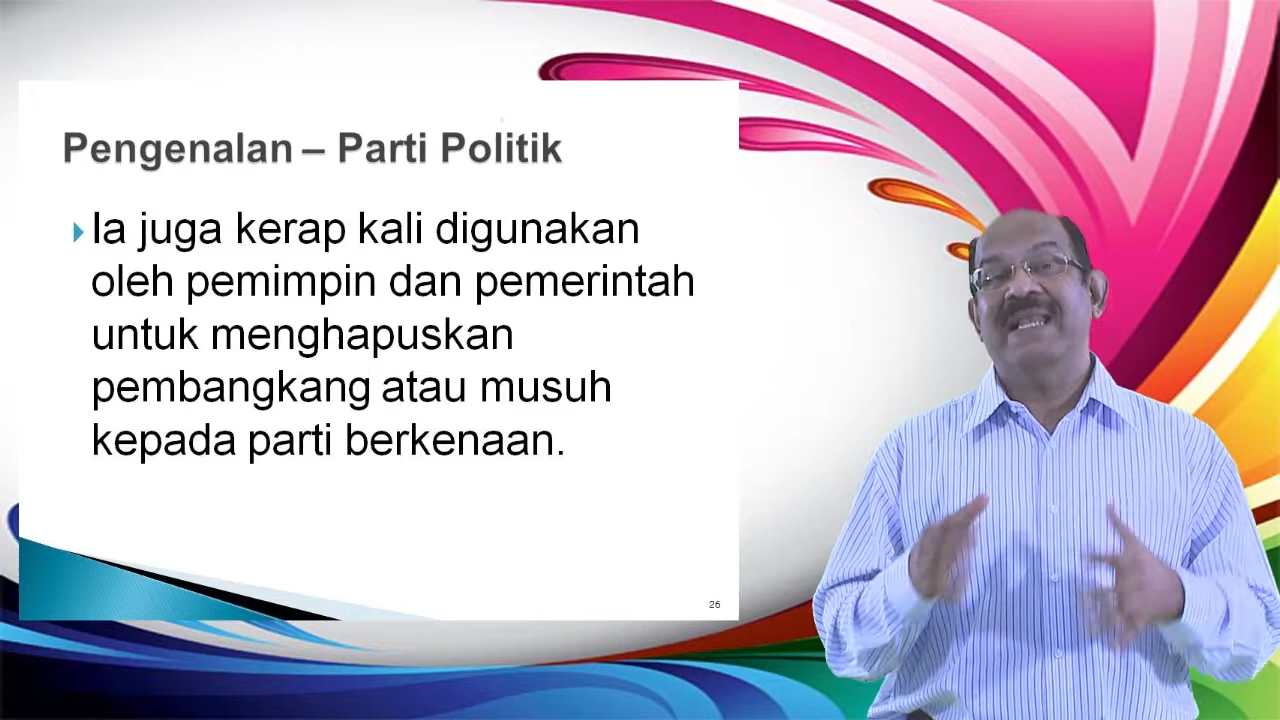 Pengenalan – Parti Politik
Ia juga kerap kali digunakan
oleh pemimpin dan pemerintah
untuk menghapuskan
pembangkang atau musuh
kepada parti berkenaan.
26